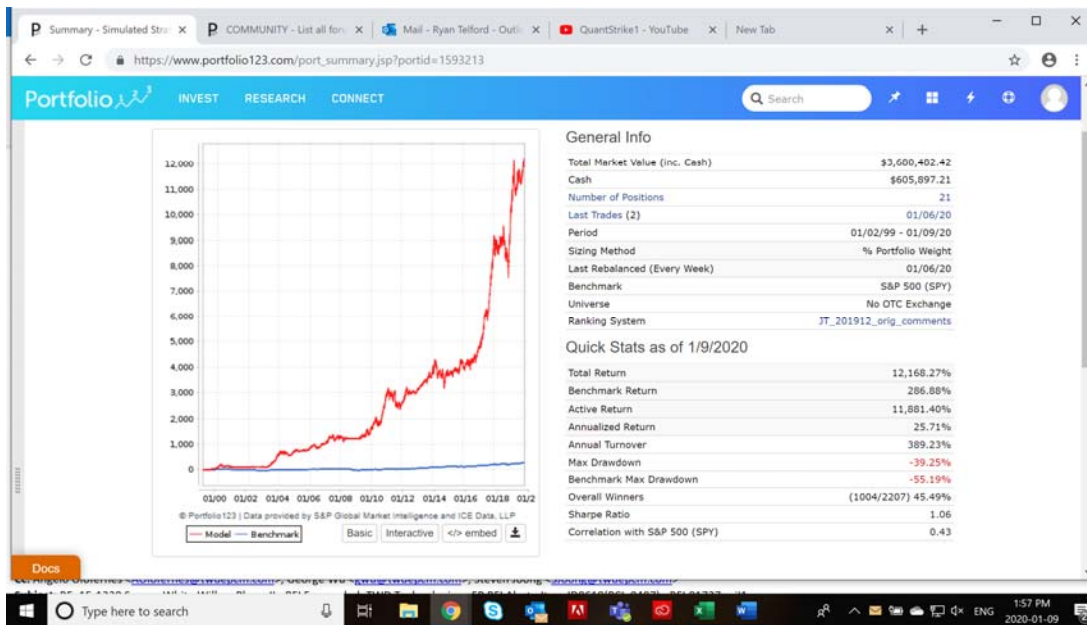 Summary - Simulated Stra
COMMUNITY - List all for
Mail - Ryan Telford - Outl
QuantStrike1 - YouTube
New Tab
https://www.portfolio123.com/port_summary.jsp?portid=1593213
Portfolio123
INVEST RESEARCH CONNECT
Search
12,000
11,000
10,000
9,000
8,000
7,000
6,000
5,000
4,000
3,000
2,000
1,000
0
01/00 01/02 01/04 01/06 01/08 01/10 01/12 01/14 01/16 01/18 01/2
© Portfolio123 | Data provided by S&P Global Market Intelligence and ICE Data, LLP
Model Benchmark
Basic Interactive </> embed
General Info
Total Market Value (inc. Cash) $3,680,482.42
Cash $605,897.21
Number of Positions 21
Last Trades (2) 01/06/20
Period 01/02/99 - 01/09/20
Sizing Method % Portfolio Weight
Last Rebalanced (Every Week) 01/06/20
Benchmark S&P 500 (SPY)
Universe No OTC Exchange
Ranking System JT_201912_orig_comments
Quick Stats as of 1/9/2020
Total Return 12,168.27%
Benchmark Return 286.88%
Active Return 11,881.40%
Annualized Return 25.71%
Annual Turnover 389.23%
Max Drawdown -39.25%
Benchmark Max Drawdown -55.19%
Overall Winners (1004/2207) 45.49%
Sharpe Ratio 1.06
Correlation with S&P 500 (SPY) 0.43
Docs
Type here to search
ENG
1:57 PM
2020-01-09